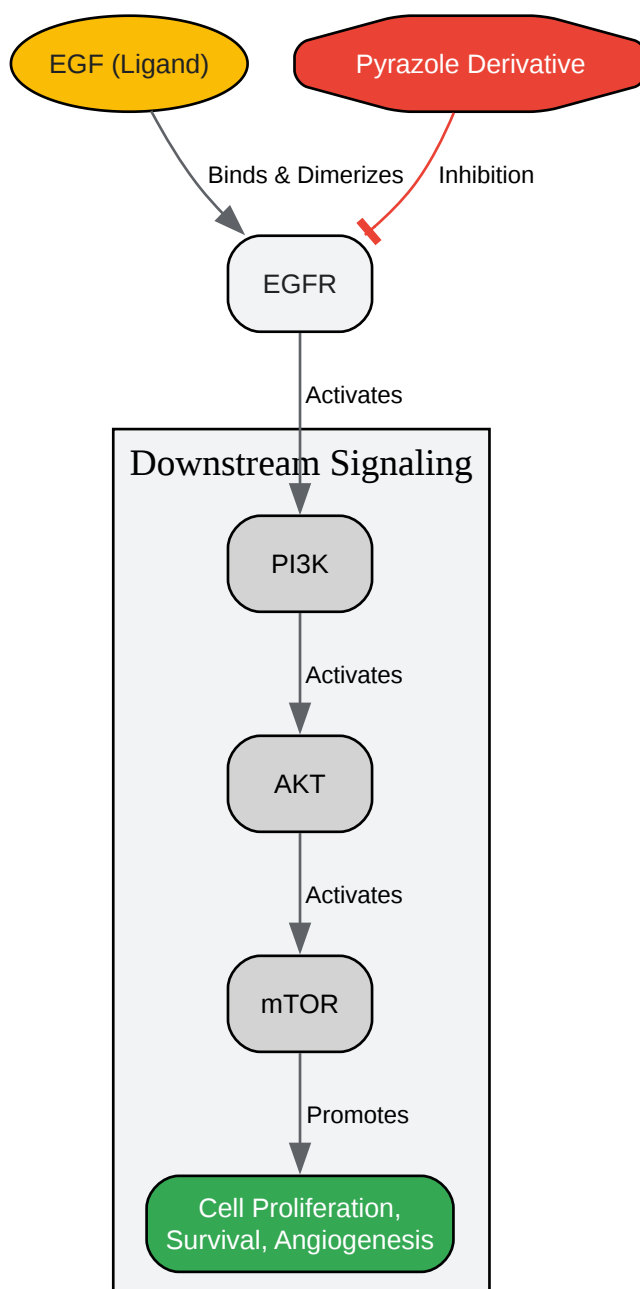 EGF (Ligand)
Pyrazole Derivative
Binds & Dimerizes
Inhibition
EGFR
Activates
Downstream Signaling
PI3K
Activates
AKT
Activates
mTOR
Promotes
Cell Proliferation,
Survival, Angiogenesis